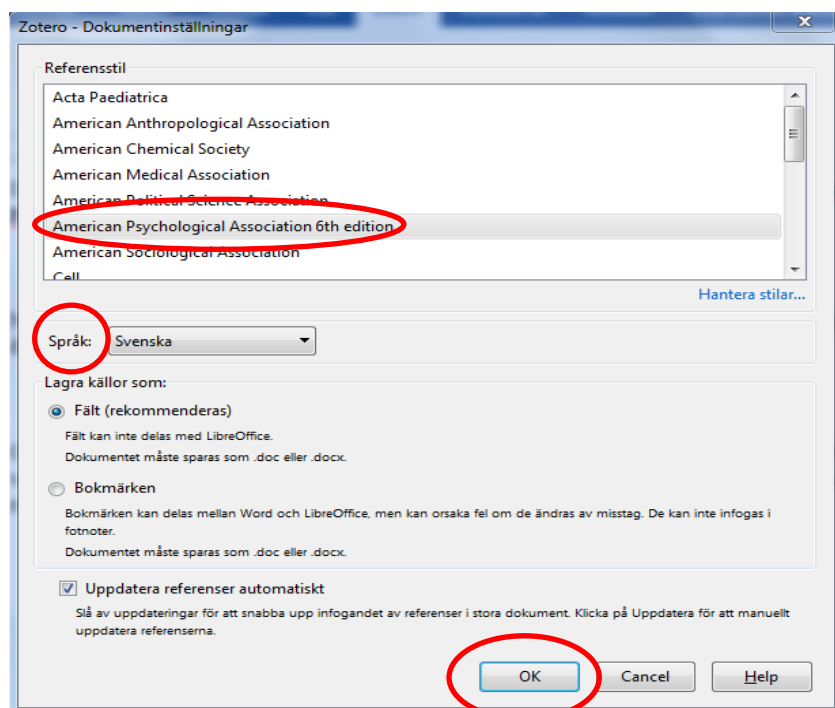 Zotero - Dokumentinställningar
Referensstil
Acta Paediatrica
American Anthropological Association
American Chemical Society
American Medical Association
American Political Science Association
American Psychological Association 6th edition
American Sociological Association
Cell
Hantera stilar...
Språk: Svenska
Lagra källor som:
Fält (rekommenderas)
Fält kan inte delas med LibreOffice.
Dokumentet måste sparas som .doc eller .docx.
Bokmärken
Bokmärken kan delas mellan Word och LibreOffice, men kan orsaka fel om de ändras av misstag. De kan inte infogas i
fotnoter.
Dokumentet måste sparas som .doc eller .docx.
Uppdatera referenser automatiskt
Slå av uppdateringar för att snabba upp infogandet av referenser i stora dokument. Klicka på Uppdatera för att manuellt
uppdatera referenserna.
OK Cancel Help